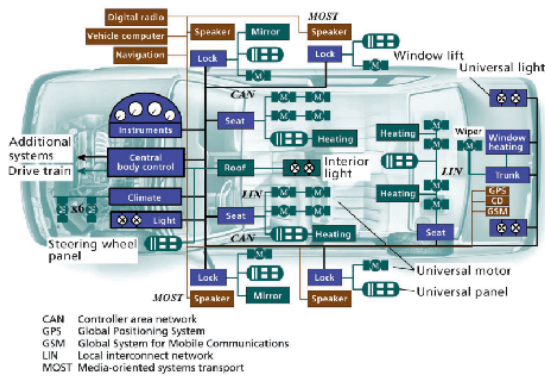 Digital radio
MOST
Vehicle computer
Speaker
Mirror
Speaker
Navigation
Lock
M
Lock
M
Window lift
Universal light
CAN
M M
Instruments
Seat
M M
Heating
Heating
M
M
Wiper
M
Window heating
Additional systems
Central body control
Roof
Interior light
Drive train
LIN
Trunk
Climate
LIN
M M
Heating
M
M
GPS
CD
GSM
x6
Light
Seat
M M
Steering wheel panel
CAN
Heating
Seat
M
M
M
Lock
Lock
Universal motor
MOST
Speaker
Mirror
Speaker
Universal panel
CAN Controller area network
GPS Global Positioning System
GSM Global System for Mobile Communications
LIN Local interconnect network
MOST Media-oriented systems transport